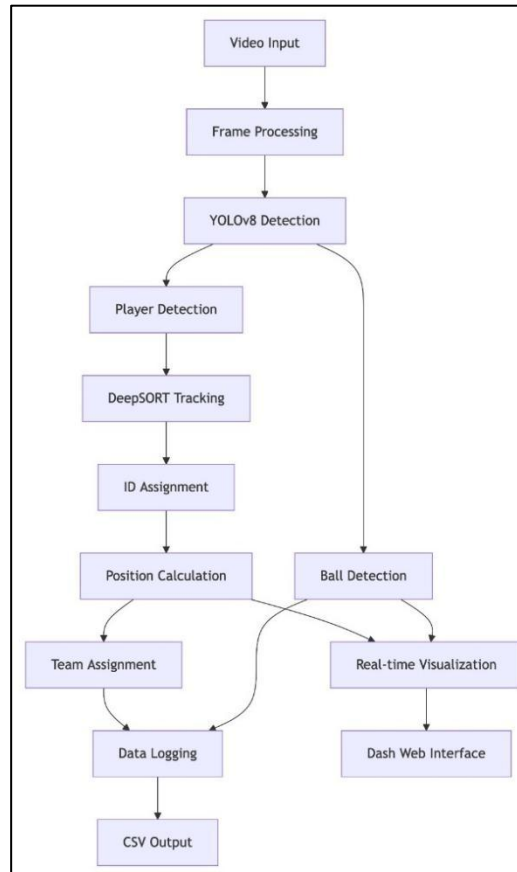 Video Input
Frame Processing
YOLOv8 Detection
Player Detection
DeepSORT Tracking
ID Assignment
Position Calculation
Ball Detection
Team Assignment
Real-time Visualization
Data Logging
Dash Web Interface
CSV Output